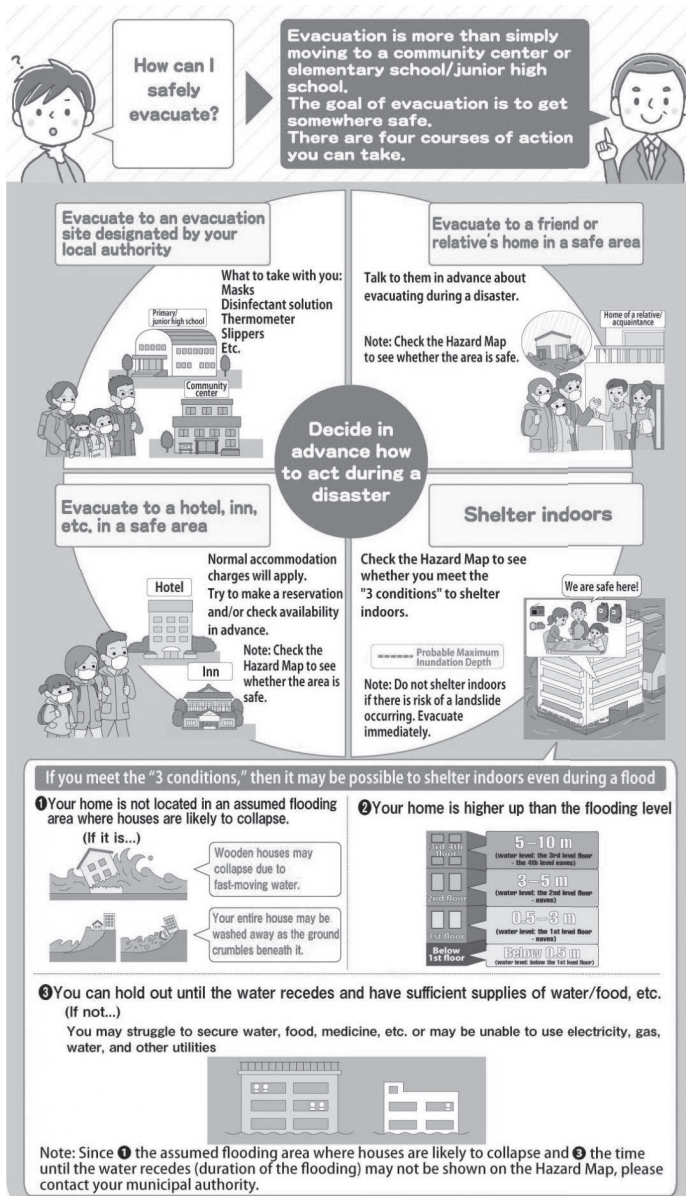 ?
How can I
safely
evacuate?
Evacuation is more than simply
moving to a community center or
elementary school/junior high
school.
The goal of evacuation is to get
somewhere safe.
There are four courses of action
you can take.
Evacuate to an evacuation
site designated by your
local authority
What to take with you:
Masks
Disinfectant solution
Thermometer
Slippers
Etc.
Primary/
junior high school
Community
center
Evacuate to a friend or
relative's home in a safe area
Talk to them in advance about
evacuating during a disaster.
Note: Check the Hazard Map
to see whether the area is safe.
Home of a relative/
acquaintance
Decide in
advance how
to act during a
disaster
Evacuate to a hotel, inn,
etc. in a safe area
Normal accommodation
charges will apply.
Try to make a reservation
and/or check availability
in advance.
Note: Check the
Hazard Map to see
whether the area is
safe.
Hotel
Inn
Shelter indoors
Check the Hazard Map to see
whether you meet the
"3 conditions" to shelter
indoors.
Probable Maximum
Inundation Depth
Note: Do not shelter indoors
if there is risk of a landslide
occurring. Evacuate
immediately.
We are safe here!
If you meet the "3 conditions," then it may be possible to shelter indoors even during a flood
❶Your home is not located in an assumed flooding
area where houses are likely to collapse.
(If it is...)
Wooden houses may
collapse due to
fast-moving water.
Your entire house may be
washed away as the ground
crumbles beneath it.
❷Your home is higher up than the flooding level
3rd-4th
floor
5–10 m
(water level: the 3rd level floor
- the 4th level eaves)
2nd floor
3–5 m
(water level: the 2nd level floor
- eaves)
1st floor
0.5–3 m
(water level: the 1st level floor
- eaves)
Below
1st floor
Below 0.5 m
(water level: below the 1st level floor)
❸You can hold out until the water recedes and have sufficient supplies of water/food, etc.
(If not...)
You may struggle to secure water, food, medicine, etc. or may be unable to use electricity, gas,
water, and other utilities
Note: Since ❶ the assumed flooding area where houses are likely to collapse and ❸ the time
until the water recedes (duration of the flooding) may not be shown on the Hazard Map, please
contact your municipal authority.